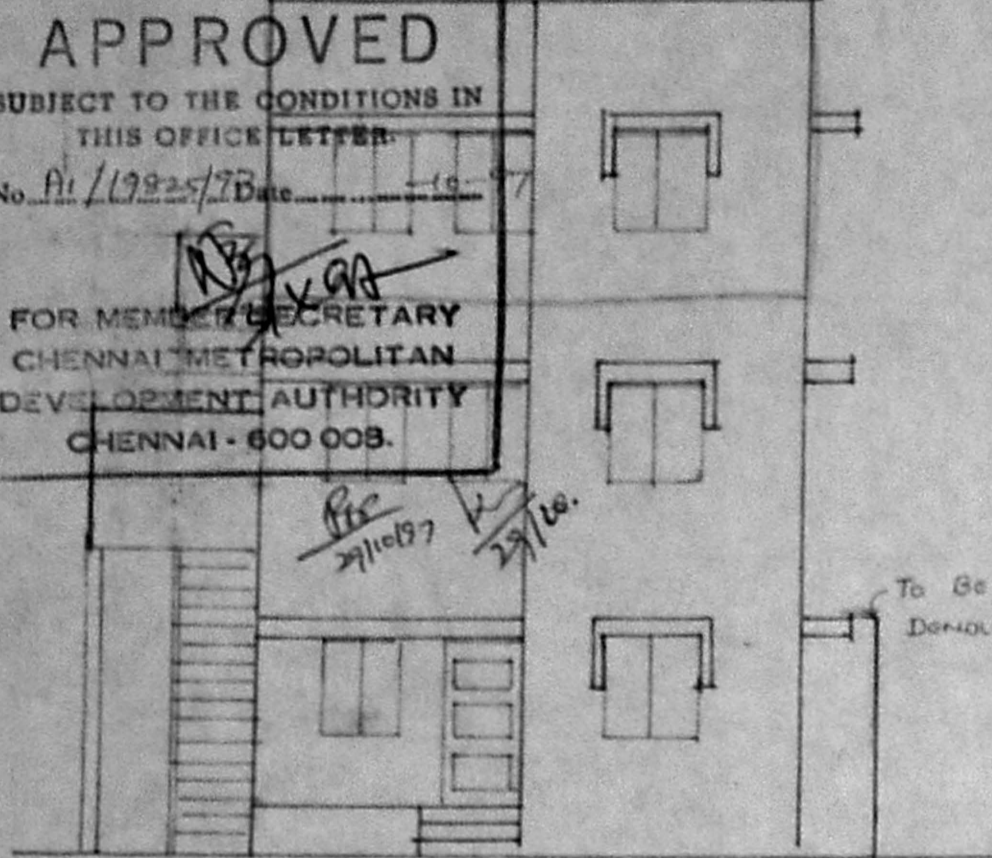 APPROVED
SUBJECT TO THE CONDITIONS IN
THIS OFFICE LETTER.
No. A1/19825/97 Date -10-97
FOR MEMBER SECRETARY
CHENNAI METROPOLITAN
DEVELOPMENT AUTHORITY
CHENNAI - 600 008.
29/10/97
29/10.
To Be